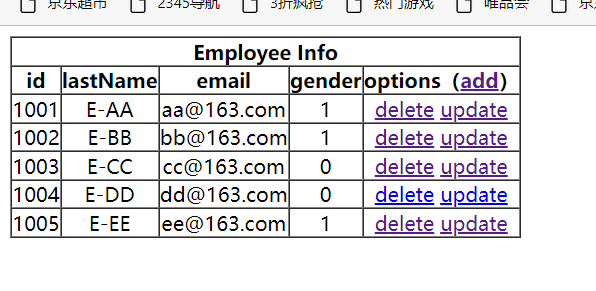 京东超市 2345导航 3折疯抢 热门游戏 唯品会
Employee Info
id lastName email gender options（add）
1001 E-AA aa@163.com 1 delete update
1002 E-BB bb@163.com 1 delete update
1003 E-CC cc@163.com 0 delete update
1004 E-DD dd@163.com 0 delete update
1005 E-EE ee@163.com 1 delete update